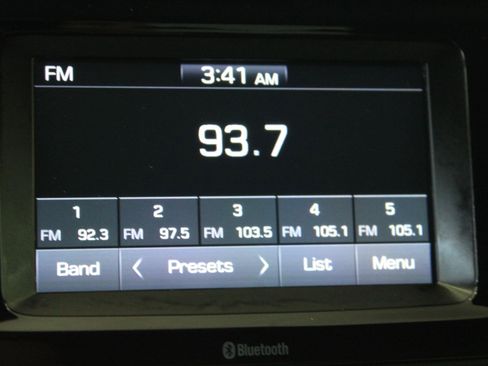 FM 3:41 AM
93.7
1 2 3 4 5
FM 92.3 FM 97.5 FM 103.5 FM 105.1 FM 105.1
Band < Presets > List Menu
Bluetooth